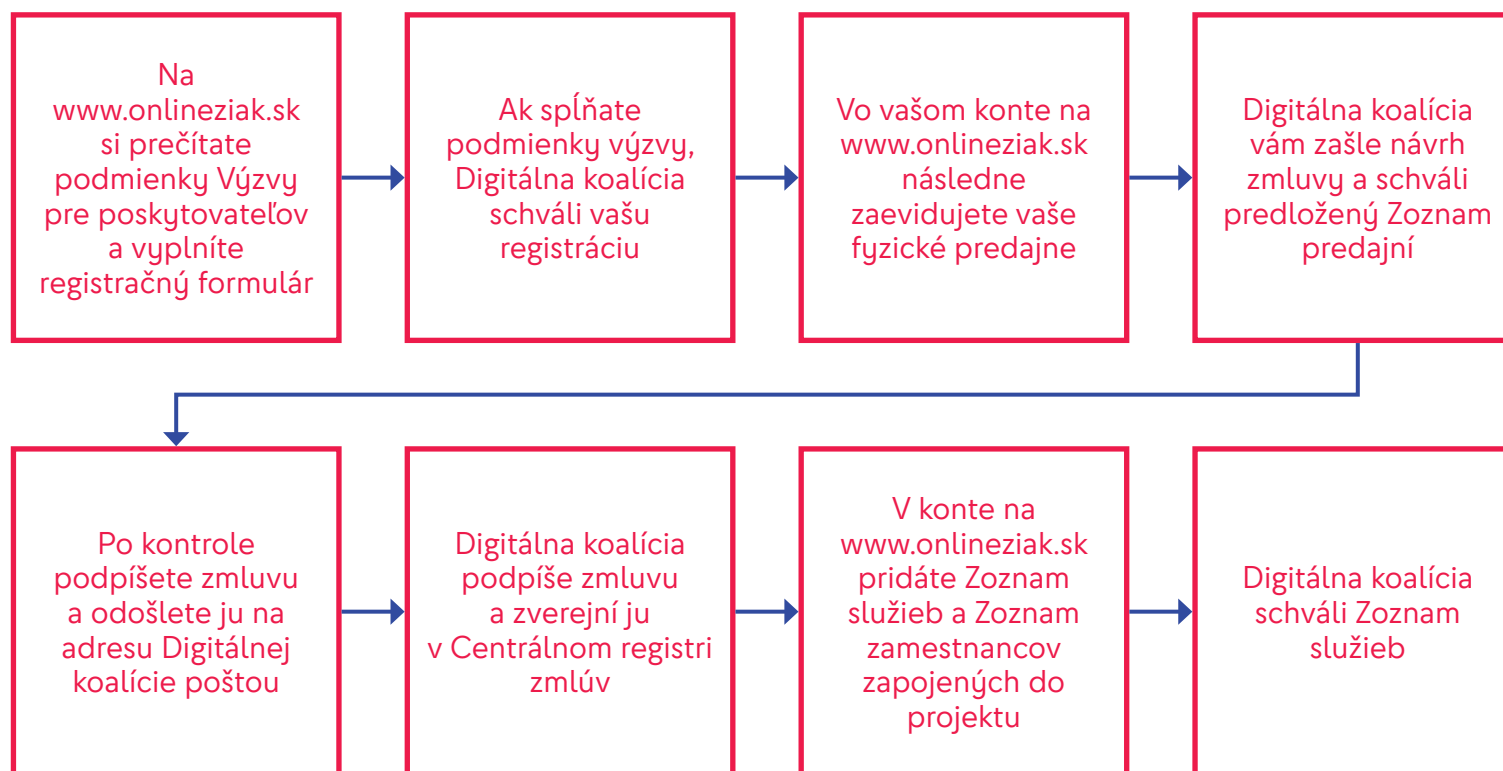 Na
www.onlineziak.sk
si prečítate
podmienky Výzvy
pre poskytovateľov
a vyplníte
registračný formulár
Ak spĺňate
podmienky výzvy,
Digitálna koalícia
schváli vašu
registráciu
Vo vašom konte na
www.onlineziak.sk
následne
zaevidujete vaše
fyzické predajne
Digitálna koalícia
vám zašle návrh
zmluvy a schváli
predložený Zoznam
predajní
Po kontrole
podpíšete zmluvu
a odošlete ju na
adresu Digitálnej
koalície poštou
Digitálna koalícia
podpíše zmluvu
a zverejní ju
v Centrálnom registri
zmlúv
V konte na
www.onlineziak.sk
pridáte Zoznam
služieb a Zoznam
zamestnancov
zapojených do
projektu
Digitálna koalícia
schváli Zoznam
služieb